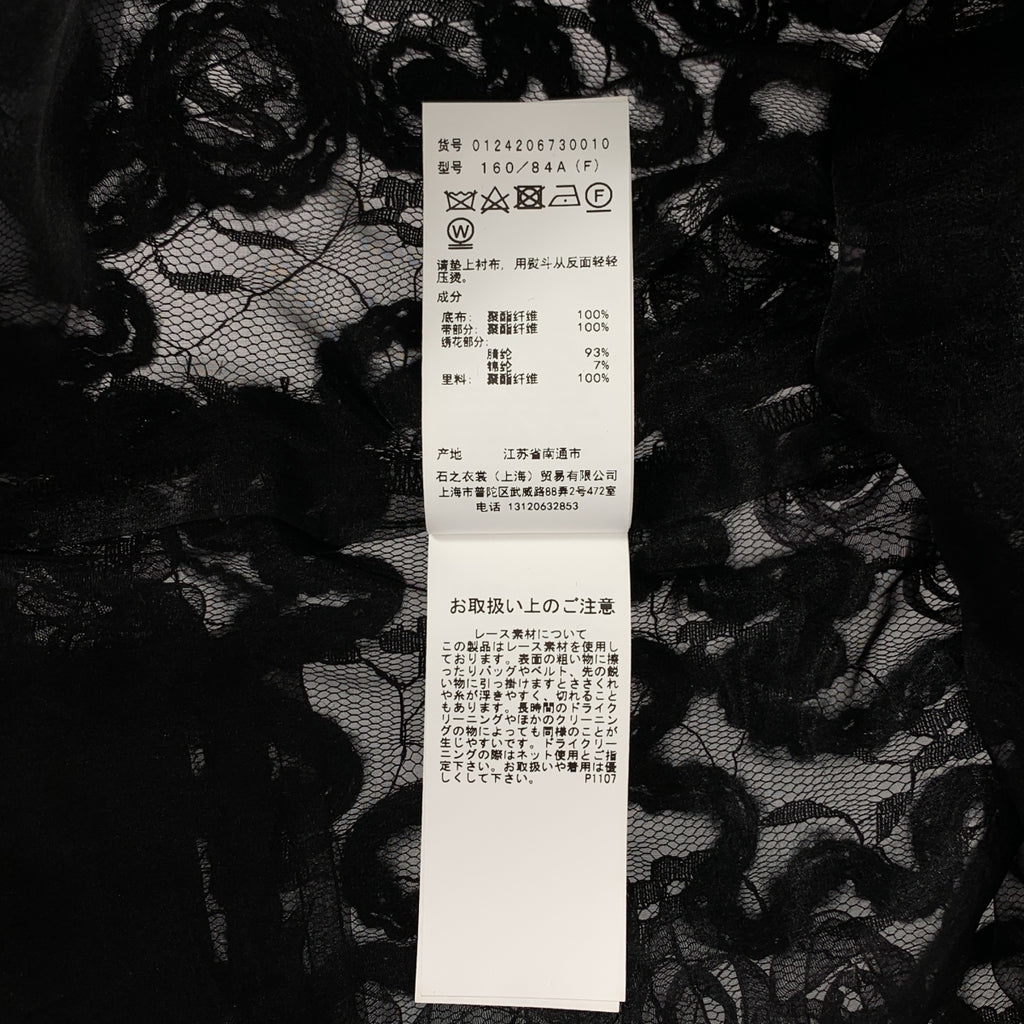 货号 0124206730010
型号 160/84A(F)
F
W
请垫上衬布，用熨斗从反面轻轻
压烫。
成分
底布： 聚酯纤维 100%
带部分： 聚酯纤维 100%
绣花部分：
腈纶 93%
锦纶 7%
里料： 聚酯纤维 100%
产地 江苏省南通市
石之衣裳（上海）贸易有限公司
上海市普陀区武威路88弄2号472室
电话 13120632853
お取扱い上のご注意
レース素材について
この製品はレース素材を使用し
ております。表面の粗い物に擦
ったりバッグやベルト、先の鋭
い物に引っ掛けますとささくれ
や糸が浮きやすく、切れること
もあります。長時間のドライク
リーニングやほかのクリーニン
グの物によっても同様のことが
生じやすいです。ドライクリー
ニングの際はネット使用とご指
定下さい。お取扱いや着用は優
しくして下さい。 P1107